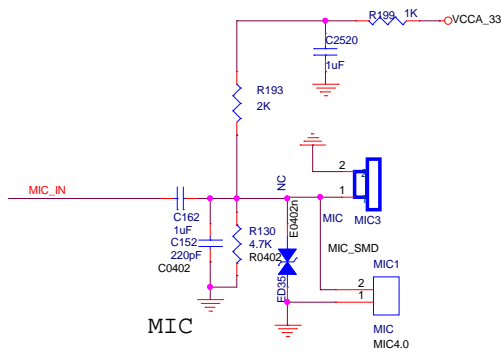 R199 1K
VCCA_33
C2520
1uF
R193
2K
2
1
MIC3
MIC_IN
NC
E0402n
MIC
C162
1uF
C152
220pF
C0402
R130
4.7K
R0402
ED35
MIC_SMD
MIC1
2
1
MIC
MIC4.0
MIC